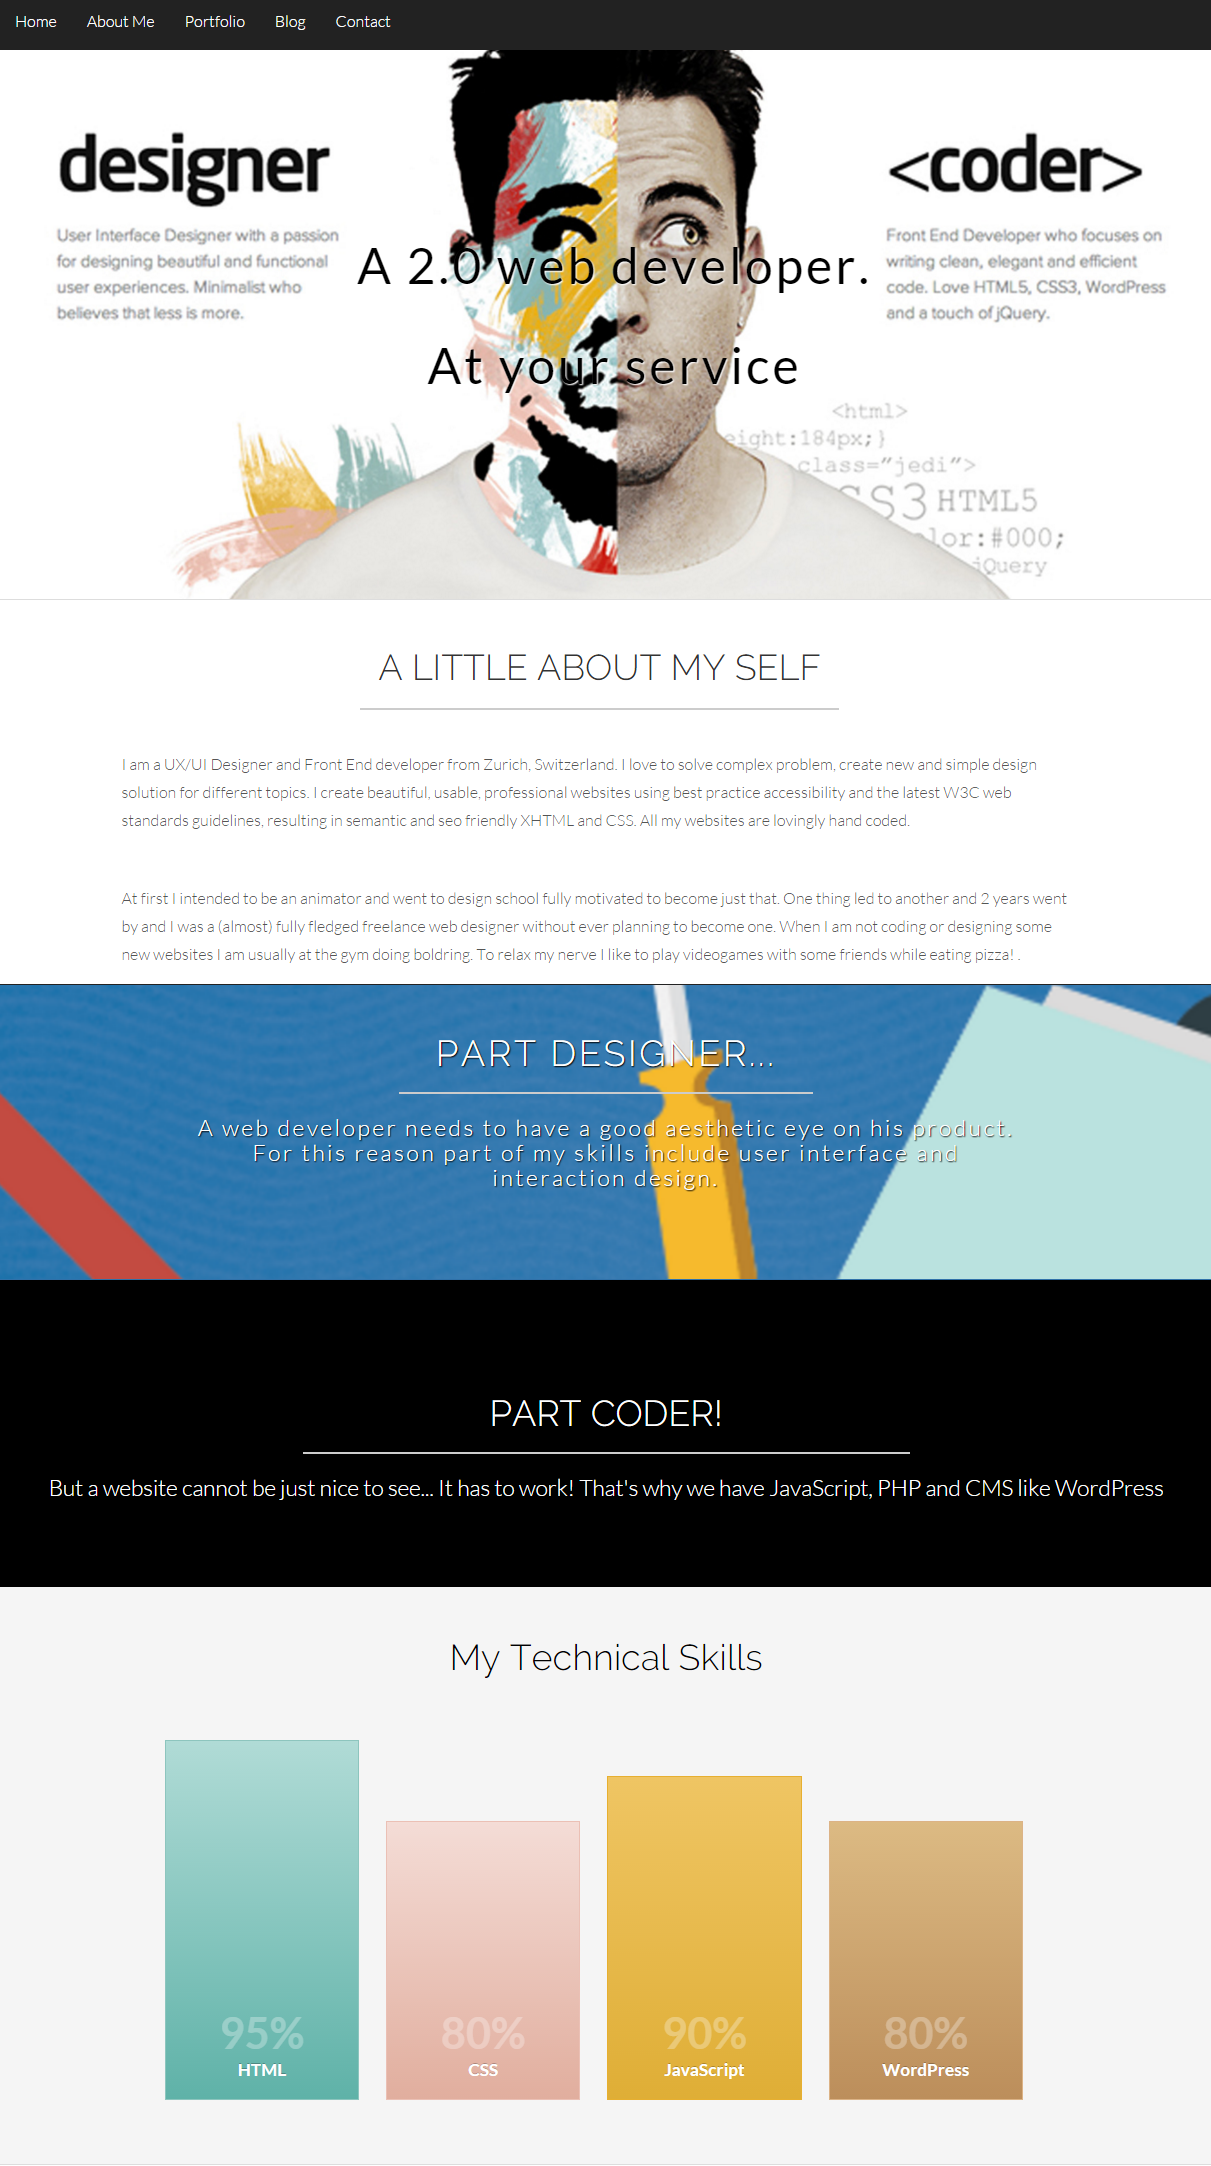 Home About Me Portfolio Blog Contact
designer
User Interface Designer with a passion
for designing beautiful and functional
user experiences. Minimalist who
believes that less is more.
<coder>
Front End Developer who focuses on
writing clean, elegant and efficient
code. Love HTML5, CSS3, WordPress
and a touch of jQuery.
A 2.0 web developer.
At your service
<html>
eight:184px;}
class="jedi">
SS3 HTML5
lor:#000;
jQuery
A LITTLE ABOUT MY SELF
I am a UX/UI Designer and Front End developer from Zurich, Switzerland. I love to solve complex problem, create new and simple design
solution for different topics. I create beautiful, usable, professional websites using best practice accessibility and the latest W3C web
standards guidelines, resulting in semantic and seo friendly XHTML and CSS. All my websites are lovingly hand coded.
At first I intended to be an animator and went to design school fully motivated to become just that. One thing led to another and 2 years went
by and I was a (almost) fully fledged freelance web designer without ever planning to become one. When I am not coding or designing some
new websites I am usually at the gym doing boldring. To relax my nerve I like to play videogames with some friends while eating pizza! .
PART DESIGNER...
A web developer needs to have a good aesthetic eye on his product.
For this reason part of my skills include user interface and
interaction design.
PART CODER!
But a website cannot be just nice to see... It has to work! That's why we have JavaScript, PHP and CMS like WordPress
My Technical Skills
95% 80% 90% 80%
HTML CSS JavaScript WordPress